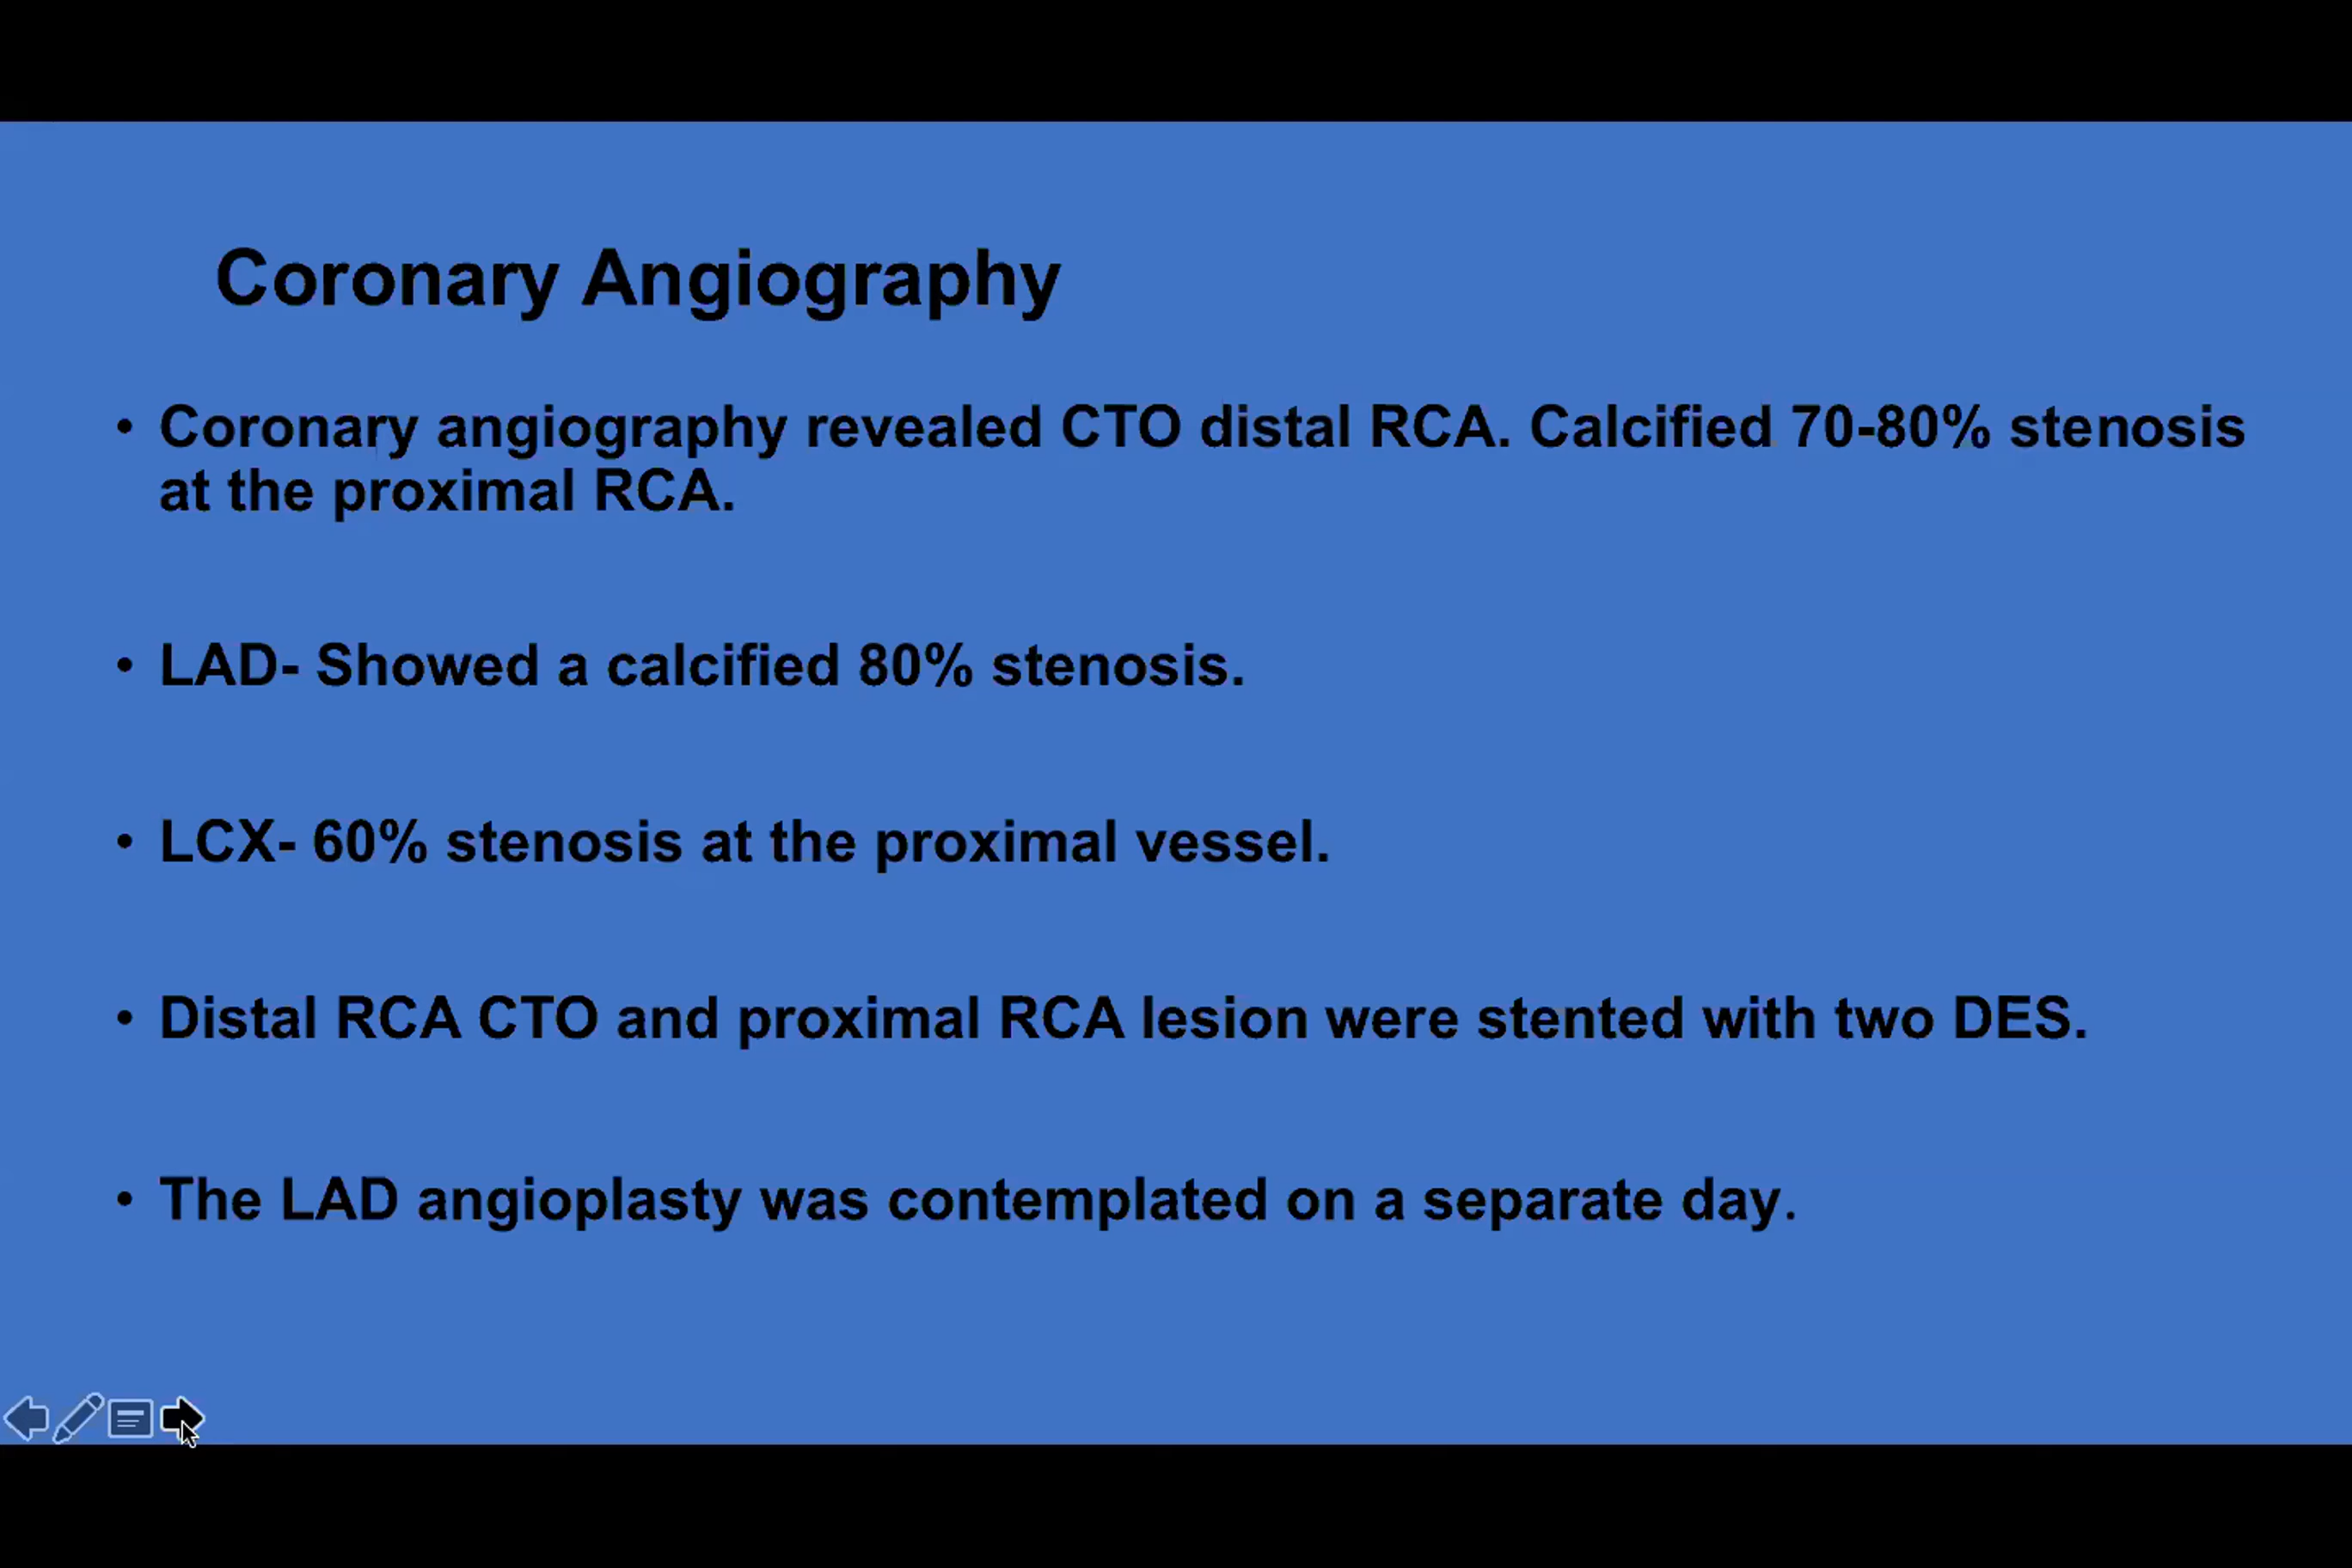 Coronary Angiography
• Coronary angiography revealed CTO distal RCA. Calcified 70-80% stenosis
at the proximal RCA.
• LAD- Showed a calcified 80% stenosis.
• LCX- 60% stenosis at the proximal vessel.
• Distal RCA CTO and proximal RCA lesion were stented with two DES.
• The LAD angioplasty was contemplated on a separate day.